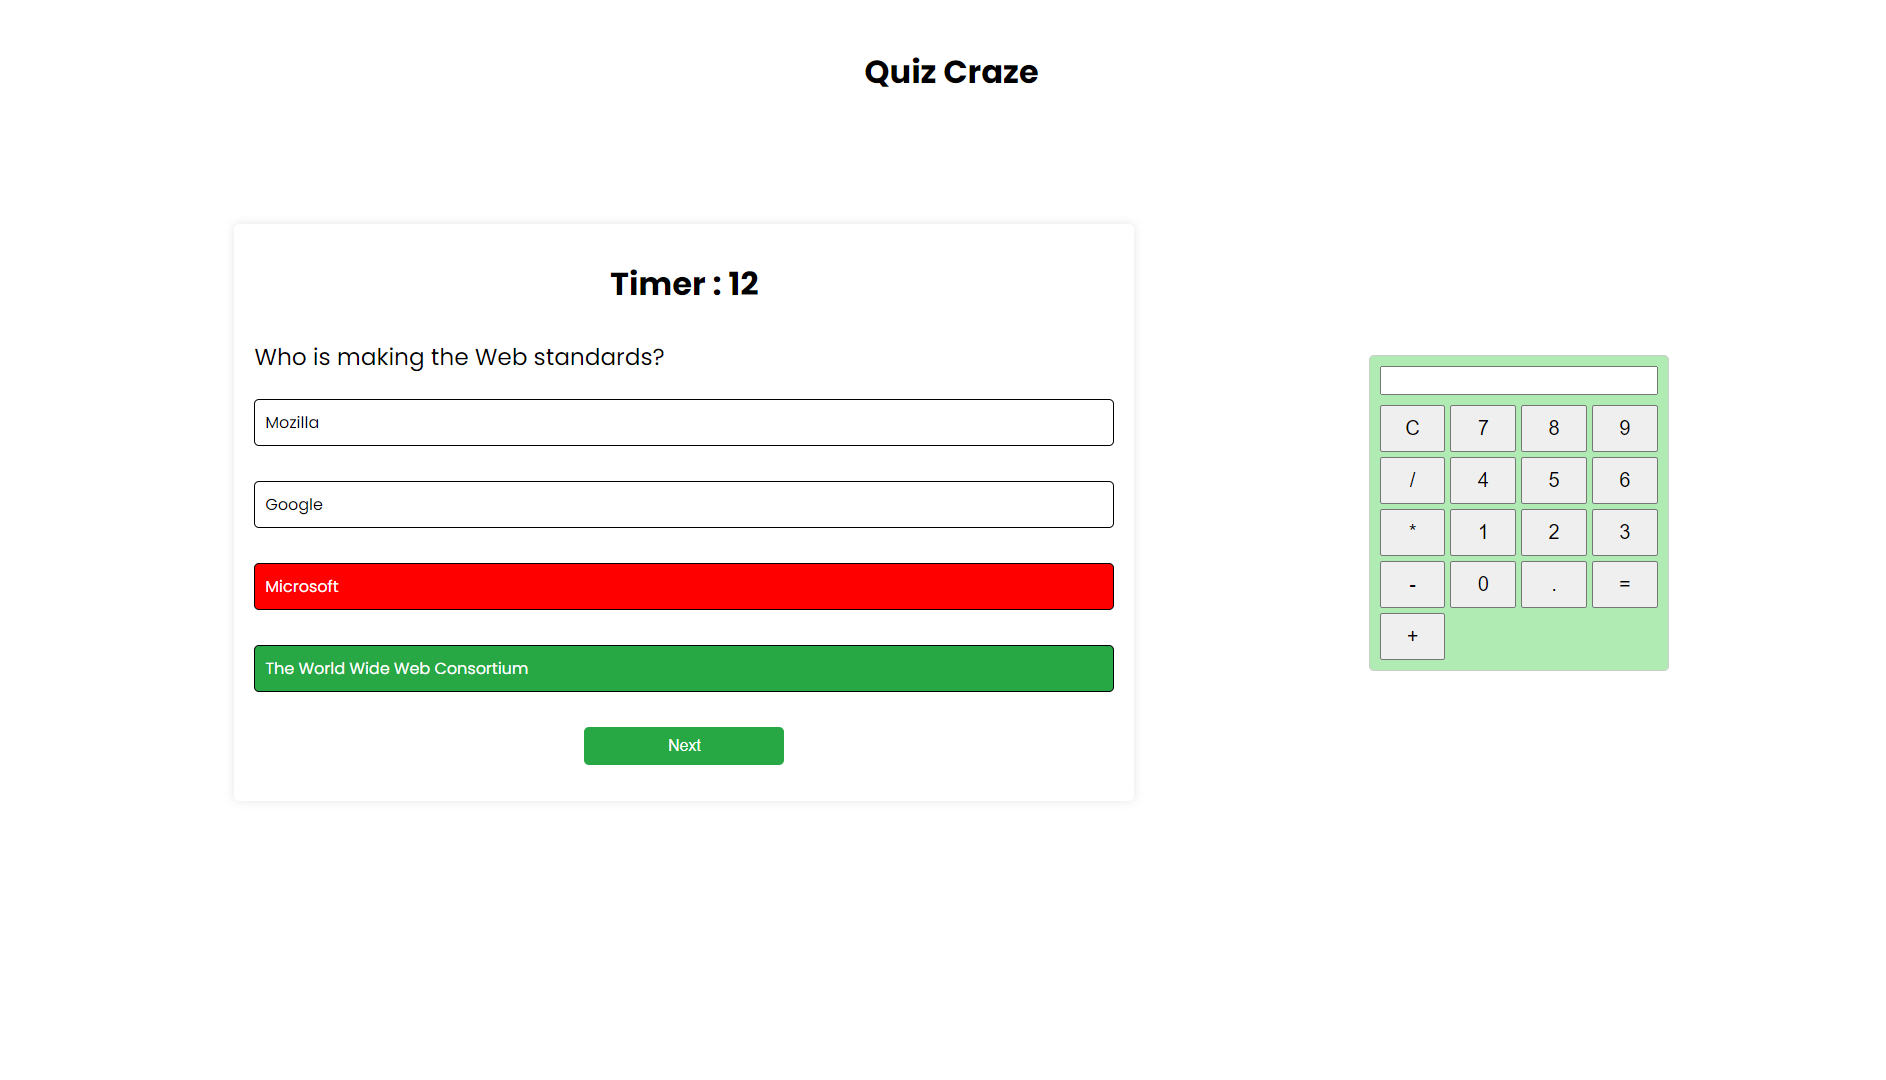 Quiz Craze
Timer : 12
Who is making the Web standards?
Mozilla
Google
Microsoft
The World Wide Web Consortium
Next
C 7 8 9
/ 4 5 6
* 1 2 3
- 0 . =
+